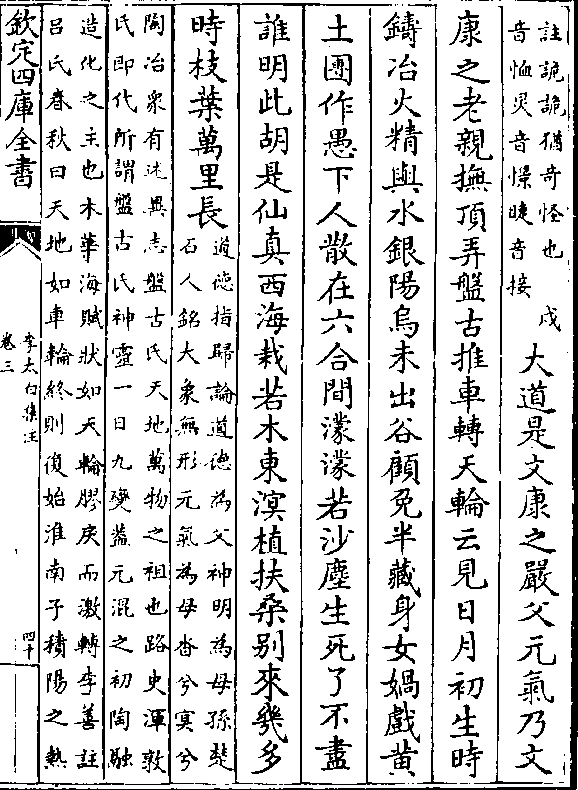 註詭詭猶奇怪也戌
音恤炅音憬睫音接
大道是文康之嚴父元氣乃文
康之老親撫頂弄盤古推車轉天輪云見日月初生時
鑄冶火精與水銀陽烏未出谷顧兔半藏身女媧戲黄
土團作愚下人散在六合間濛濛若沙塵生死了不盡
誰明此胡是仙真西海栽若木東溟植扶桑别來幾多
時枝葉萬里長
道德指歸論道德為父神明為母孫楚
石人銘大象無形元氣為母杳兮冥兮
陶冶衆有述異志盤古氏天地萬物之祖也路史渾敦
氏即代所謂盤古氏神靈一日九變蓋元混之初陶融
造化之主也木華海賦狀如天輪膠戾而激轉李善註
吕氏春秋曰天地如車輪終則復始淮南子積陽之熱
欽定四庫全書
李太白集注
卷三
四十